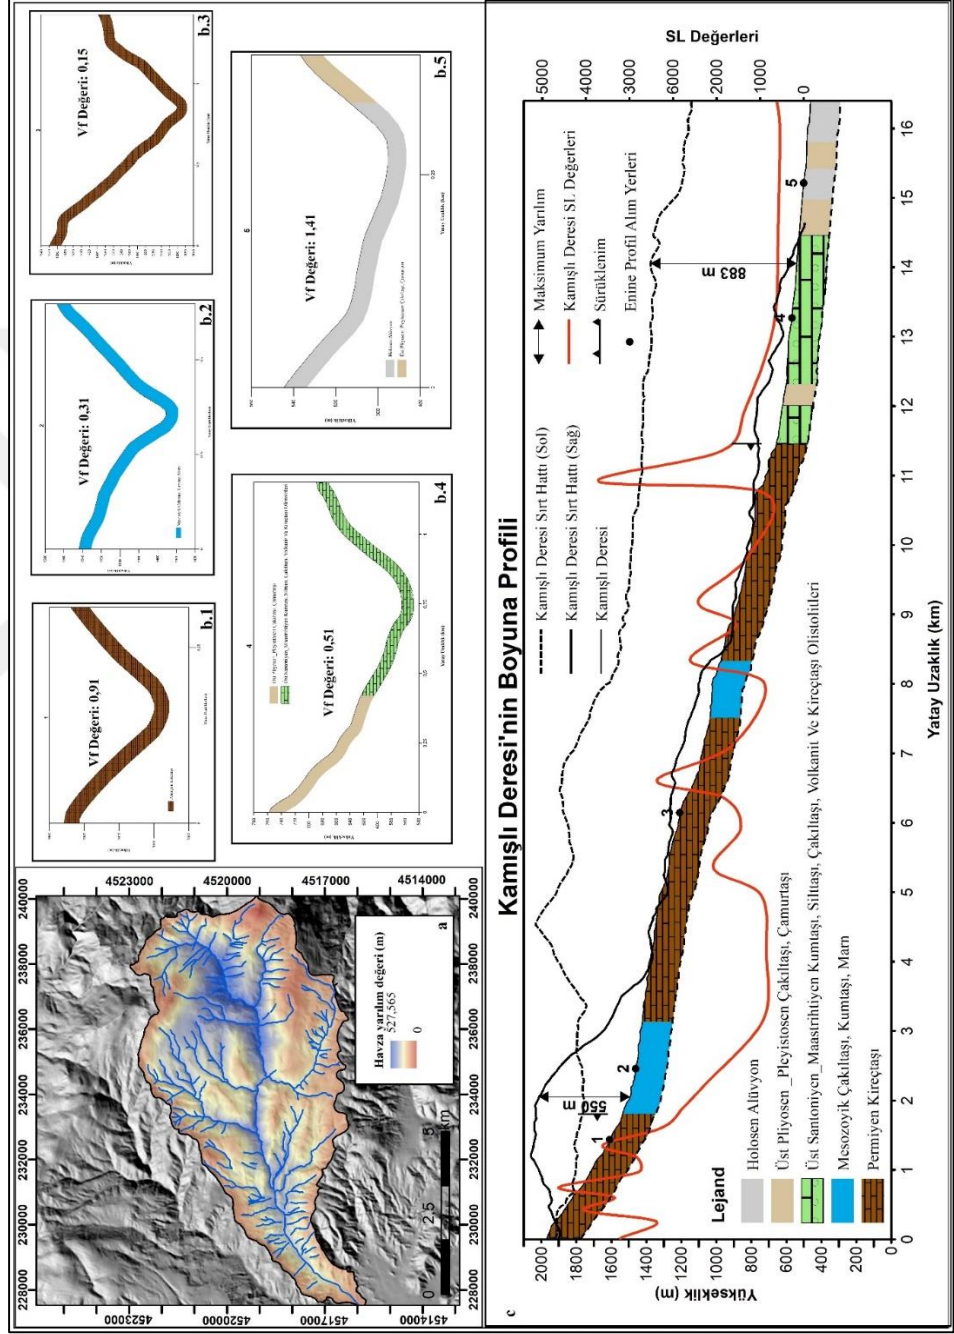 4523000
4520000
4517000
4514000
228000
230000
232000
234000
236000
238000
240000
4523000
4520000
4517000
4514000
a
Havza yarılım değeri (m)
527,565
0
0
2,5
5
km
b.1
Vf Değeri: 0,91
b.2
Vf Değeri: 0,31
b.3
Vf Değeri: 0,15
b.4
4
Vf Değeri: 0,51
b.5
Vf Değeri: 1,41
c
Kamışlı Deresi'nin Boyuna Profili
Kamışlı Deresi Sırt Hattı (Sol)
Kamışlı Deresi Sırt Hattı (Sağ)
Kamışlı Deresi
Maksimum Yarılım
Kamışlı Deresi SL Değerleri
Sürüklenim
Enine Profil Alım Yerleri
SL Değerleri
5000
4000
3000
2000
1000
0
Yükseklik (m)
2000
1800
1600
1400
1200
1000
800
600
400
200
0
550 m
883 m
1
2
3
4
5
Lejand
Holosen Alüvyon
Üst Pliyosen_Pleyistosen Çakıltaşı, Çamurtaşı
Üst Santoniyen_Maastrihtiyen Kumtaşı, Silttaşı, Çakıltaşı, Volkanit Ve Kireçtaşı Olistolitleri
Mesozoyik Çakıltaşı, Kumtaşı, Marn
Permiyen Kireçtaşı
0 1 2 3 4 5 6 7 8 9 10 11 12 13 14 15 16
Yatay Uzaklık (km)